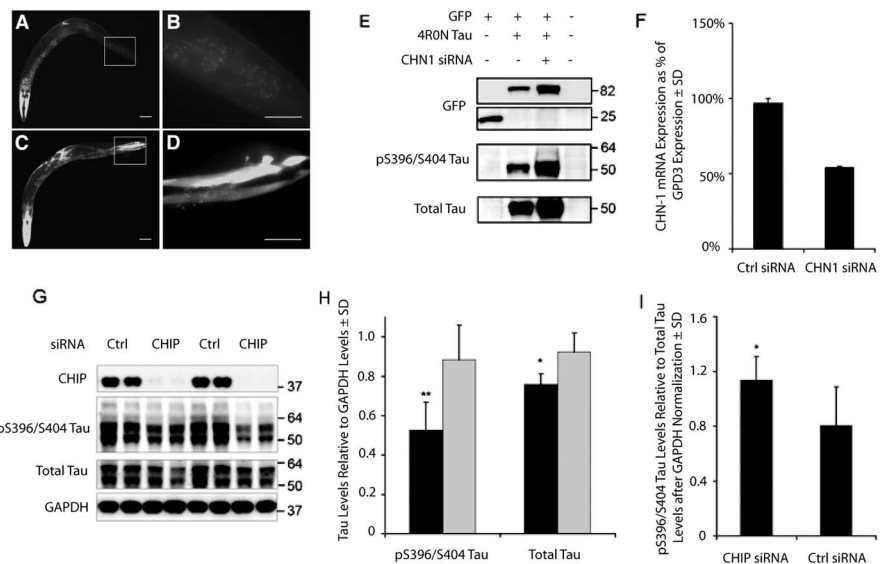 A
B
C
D
E
GFP + + + -
4R0N Tau - + + -
CHN1 siRNA - - + -
GFP
82
25
pS396/S404 Tau
64
50
Total Tau
50
F
CHN-1 mRNA Expression as % of
GPD3 Expression ± SD
150%
100%
50%
0%
Ctrl siRNA
CHN1 siRNA
G
siRNA Ctrl CHIP Ctrl CHIP
CHIP
37
pS396/S404 Tau
64
50
Total Tau
64
50
GAPDH
37
H
Tau Levels Relative to GAPDH Levels ± SD
1.0
0.8
0.6
0.4
0.2
0
**
*
pS396/S404 Tau
Total Tau
I
pS396/S404 Tau Levels Relative to Total Tau
Levels after GAPDH Normalization ± SD
1.6
1.2
0.8
0.4
0
*
CHIP siRNA
Ctrl siRNA